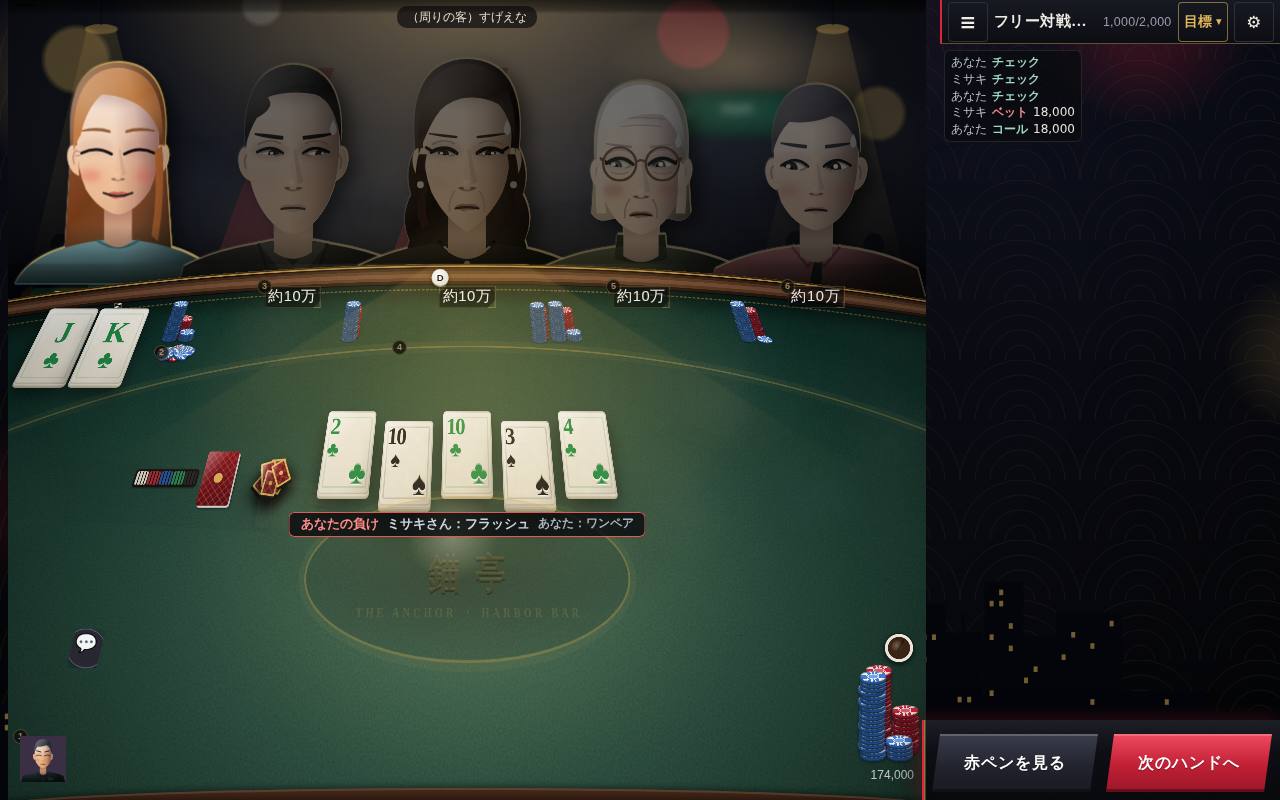 (周りの客) すげえな
フリー対戦… 1,000/2,000 目標 ▾
あなた チェック
ミサキ チェック
あなた チェック
ミサキ ベット 18,000
あなた コール 18,000
D
3 約10万
約10万
5 約10万
6 約10万
J K
2
4
2 10 10 3 4
あなたの負け ミサキさん：フラッシュ あなた：ワンペア
錨亭
THE ANCHOR · HARBOR BAR
174,000
赤ペンを見る
次のハンドへ